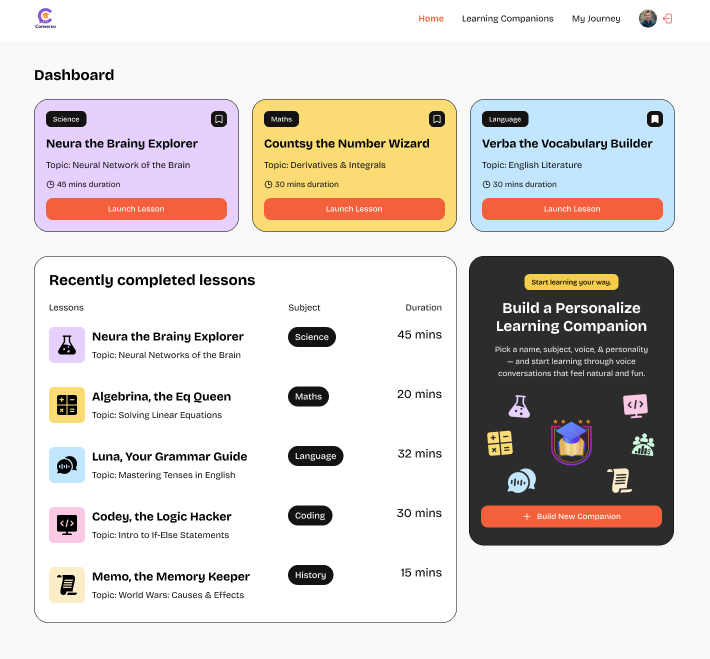 Converso
Home
Learning Companions
My Journey
Dashboard
Science
Neura the Brainy Explorer
Topic: Neural Network of the Brain
45 mins duration
Launch Lesson
Maths
Countsy the Number Wizard
Topic: Derivatives & Integrals
30 mins duration
Launch Lesson
Language
Verba the Vocabulary Builder
Topic: English Literature
30 mins duration
Launch Lesson
Recently completed lessons
Lessons
Subject
Duration
Neura the Brainy Explorer
Topic: Neural Networks of the Brain
Science
45 mins
Algebrina, the Eq Queen
Topic: Solving Linear Equations
Maths
20 mins
Luna, Your Grammar Guide
Topic: Mastering Tenses in English
Language
32 mins
Codey, the Logic Hacker
Topic: Intro to If-Else Statements
Coding
30 mins
Memo, the Memory Keeper
Topic: World Wars: Causes & Effects
History
15 mins
Start learning your way.
Build a Personalize
Learning Companion
Pick a name, subject, voice, & personality
— and start learning through voice
conversations that feel natural and fun.
Build New Companion